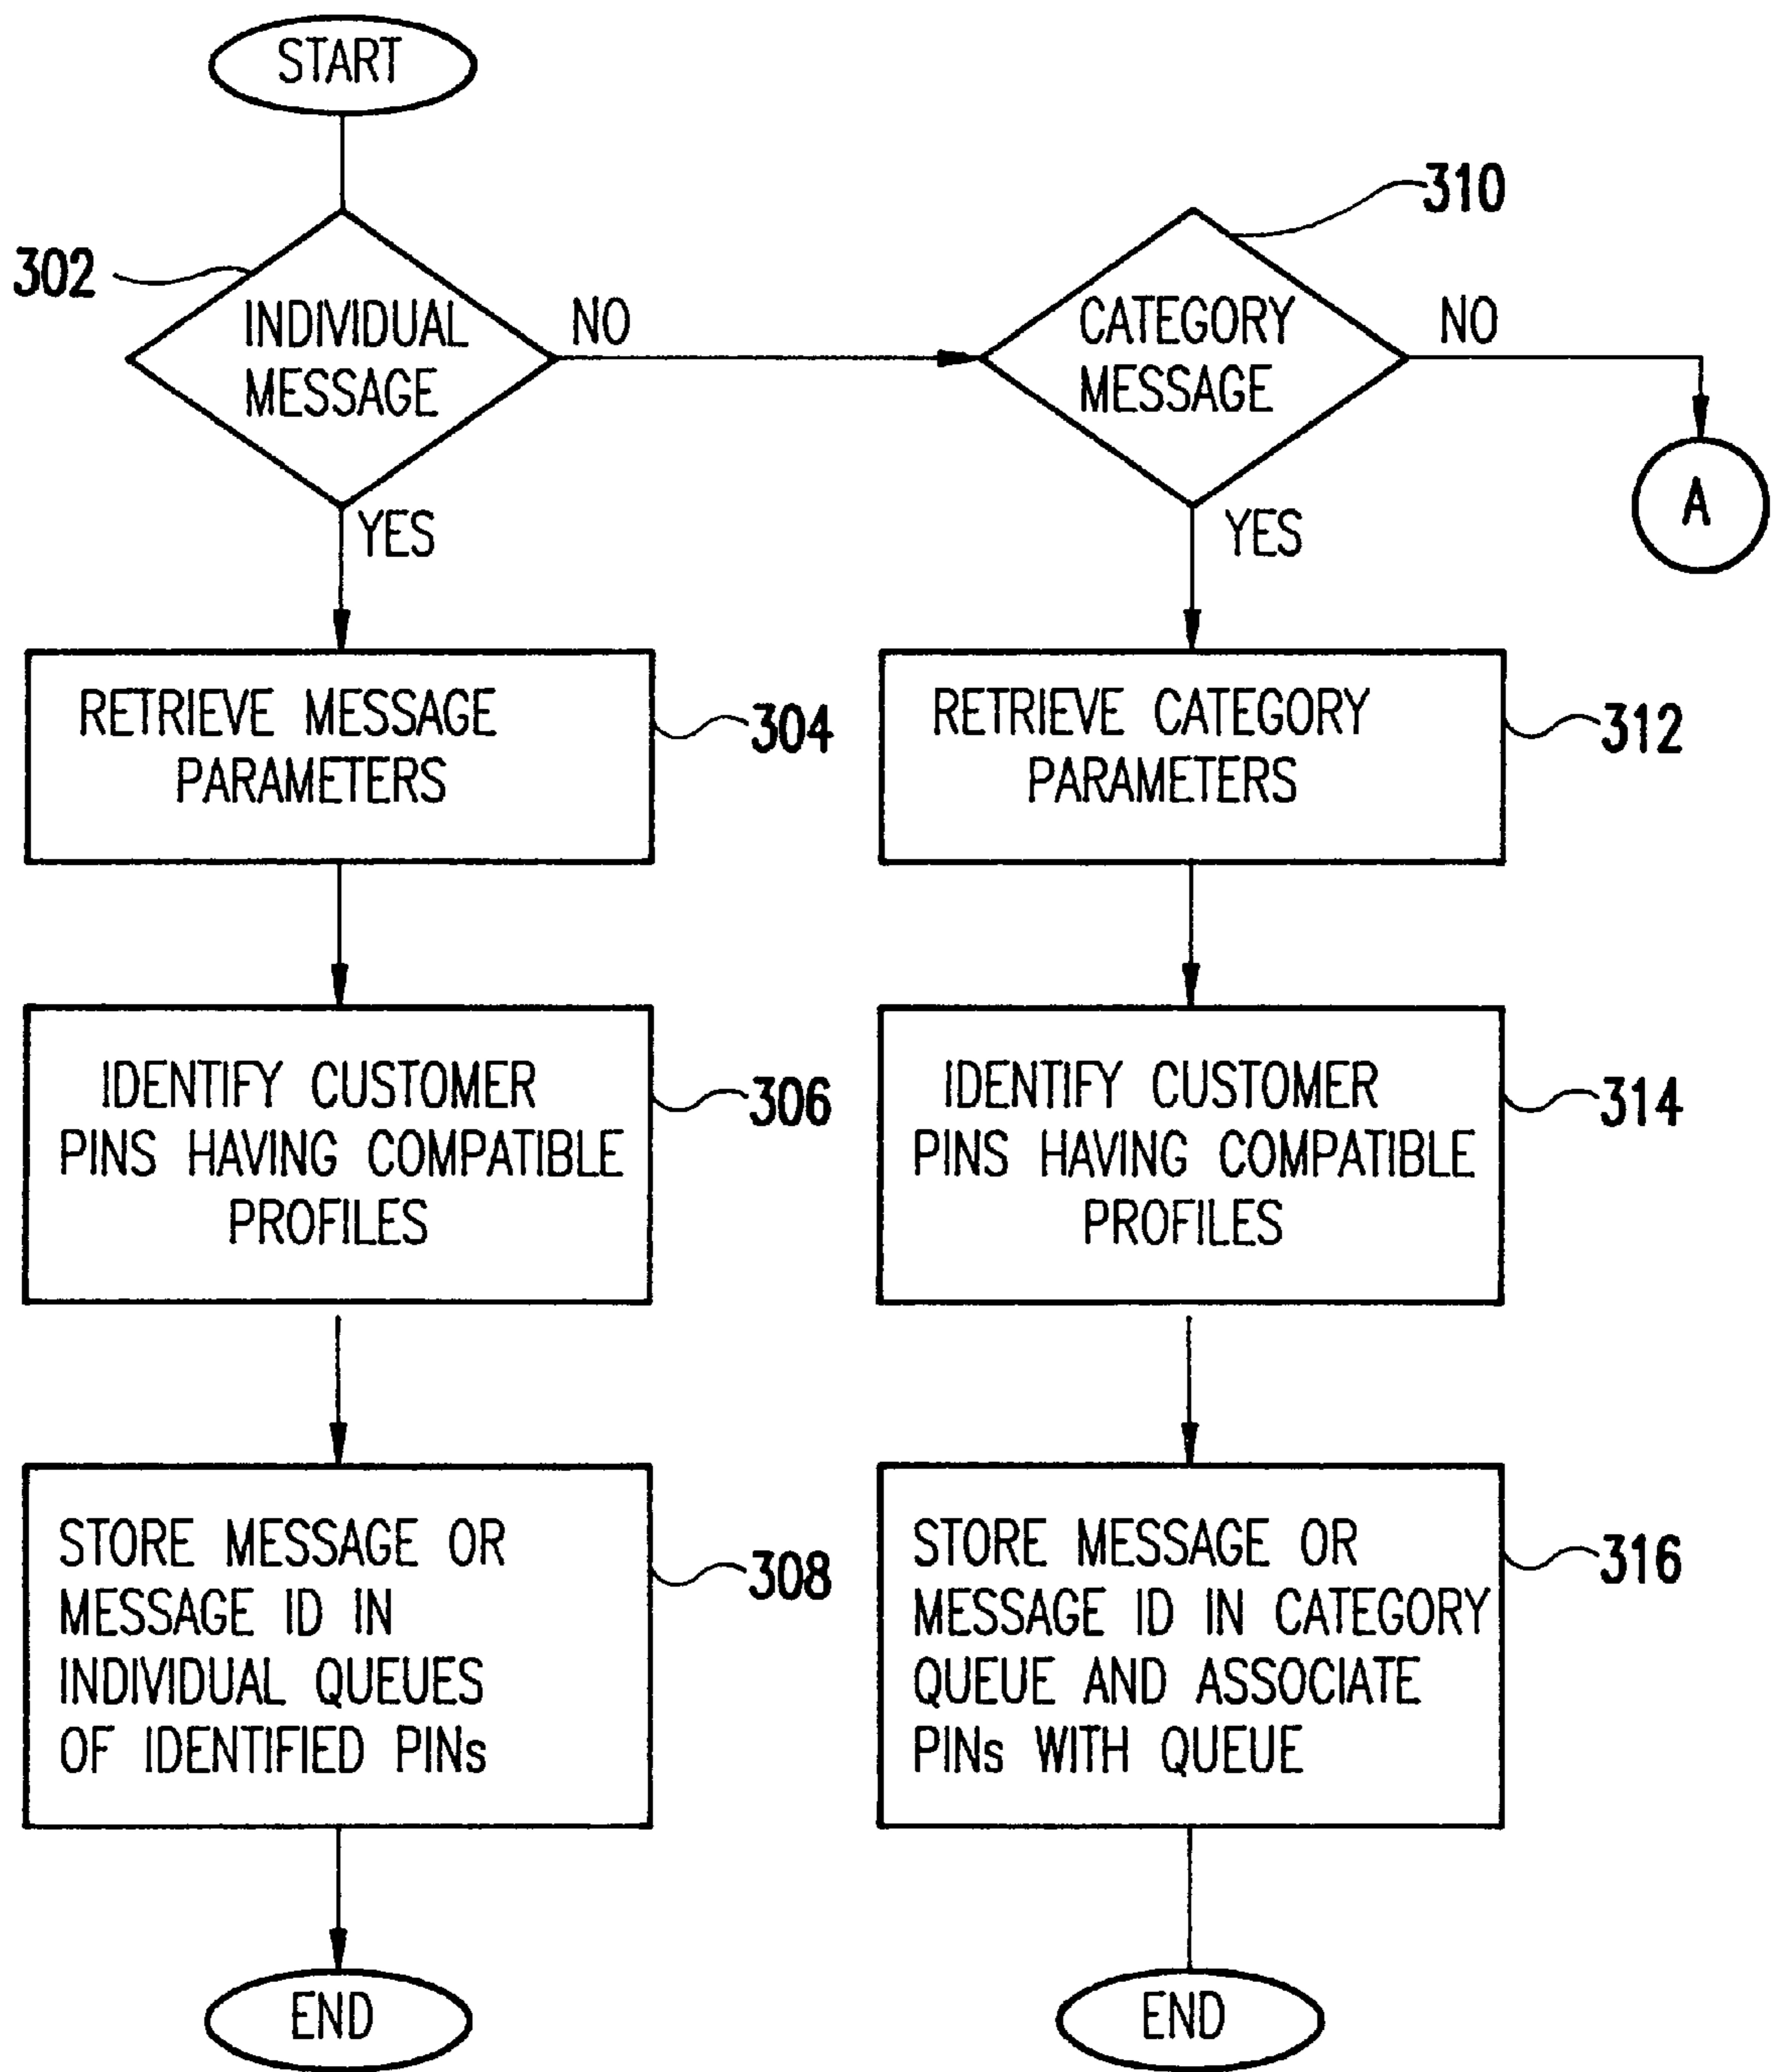 START
302
INDIVIDUAL
MESSAGE
NO
YES
310
CATEGORY
MESSAGE
NO
YES
A
RETRIEVE MESSAGE
PARAMETERS
304
RETRIEVE CATEGORY
PARAMETERS
312
IDENTIFY CUSTOMER
PINS HAVING COMPATIBLE
PROFILES
306
IDENTIFY CUSTOMER
PINS HAVING COMPATIBLE
PROFILES
314
STORE MESSAGE OR
MESSAGE ID IN
INDIVIDUAL QUEUES
OF IDENTIFIED PINs
308
STORE MESSAGE OR
MESSAGE ID IN CATEGORY
QUEUE AND ASSOCIATE
PINs WITH QUEUE
316
END
END